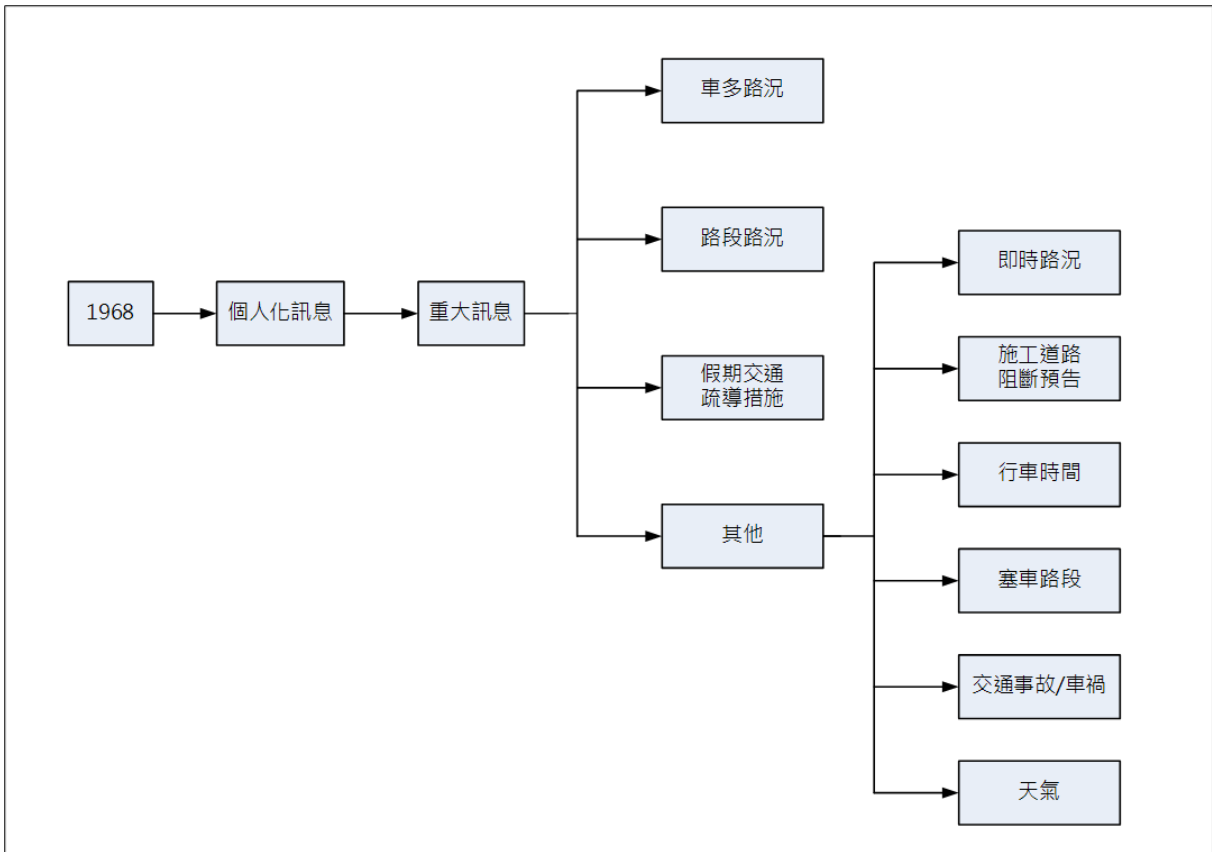 1968
個人化訊息
重大訊息
車多路況
路段路況
假期交通
疏導措施
其他
即時路況
施工道路
阻斷預告
行車時間
塞車路段
交通事故/車禍
天氣